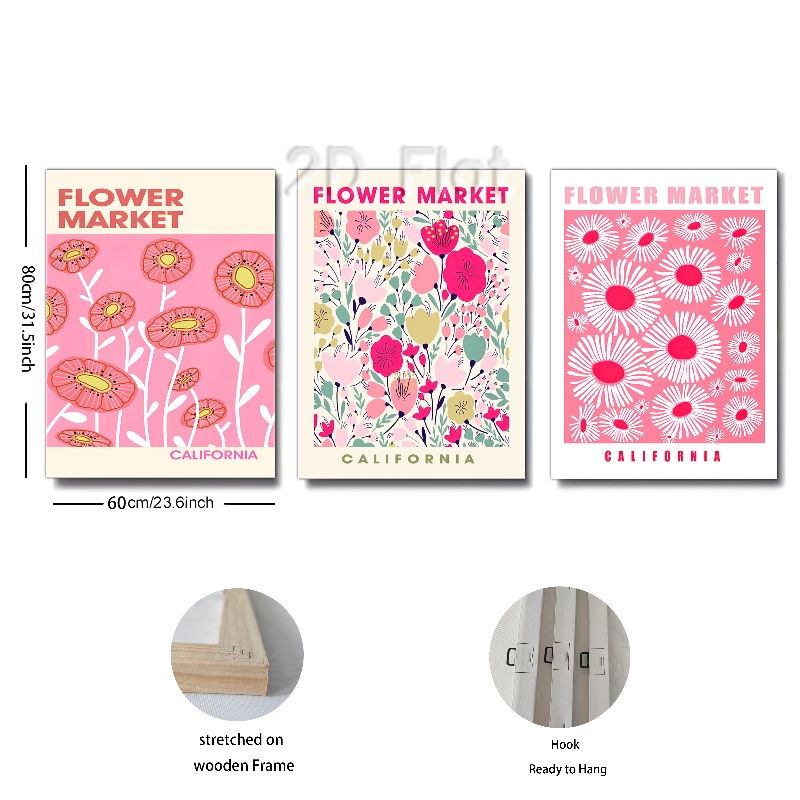 2D Flat
FLOWER
MARKET
CALIFORNIA
FLOWER MARKET
CALIFORNIA
FLOWER MARKET
CALIFORNIA
80cm/31.5inch
60cm/23.6inch
stretched on
wooden Frame
Hook
Ready to Hang